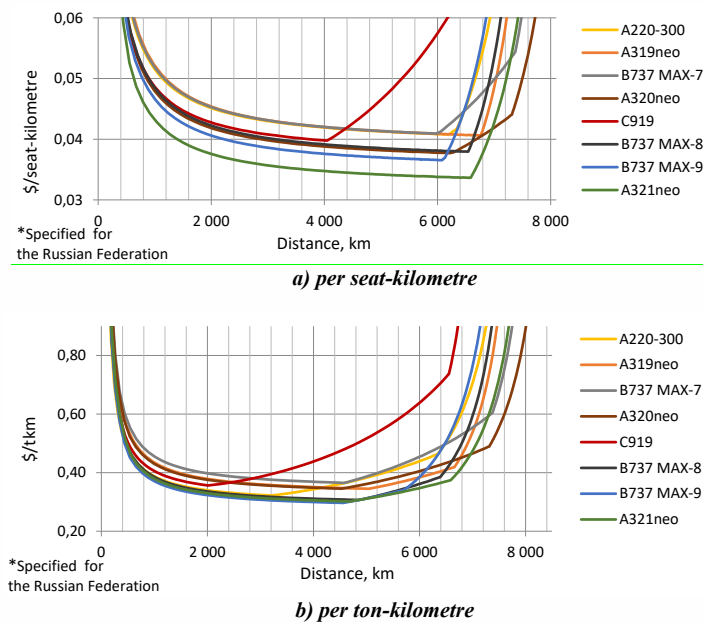 0,06
0,05
0,04
0,03
$/seat-kilometre
0
2 000
4 000
6 000
8 000
Distance, km
*Specified for
the Russian Federation
A220-300
A319neo
B737 MAX-7
A320neo
C919
B737 MAX-8
B737 MAX-9
A321neo
a) per seat-kilometre
0,80
0,60
0,40
0,20
$/tkm
0
2 000
4 000
6 000
8 000
Distance, km
*Specified for
the Russian Federation
A220-300
A319neo
B737 MAX-7
A320neo
C919
B737 MAX-8
B737 MAX-9
A321neo
b) per ton-kilometre